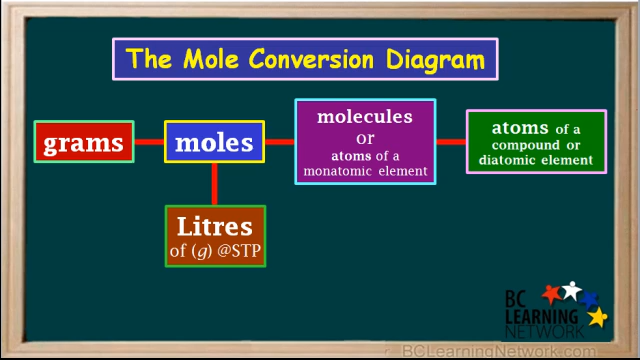 The Mole Conversion Diagram
grams
moles
molecules
or
atoms of a
monatomic element
atoms of a
compound or
diatomic element
Litres
of (g) @STP
BC
LEARNING
NETWORK
BCLearningNetwork.com